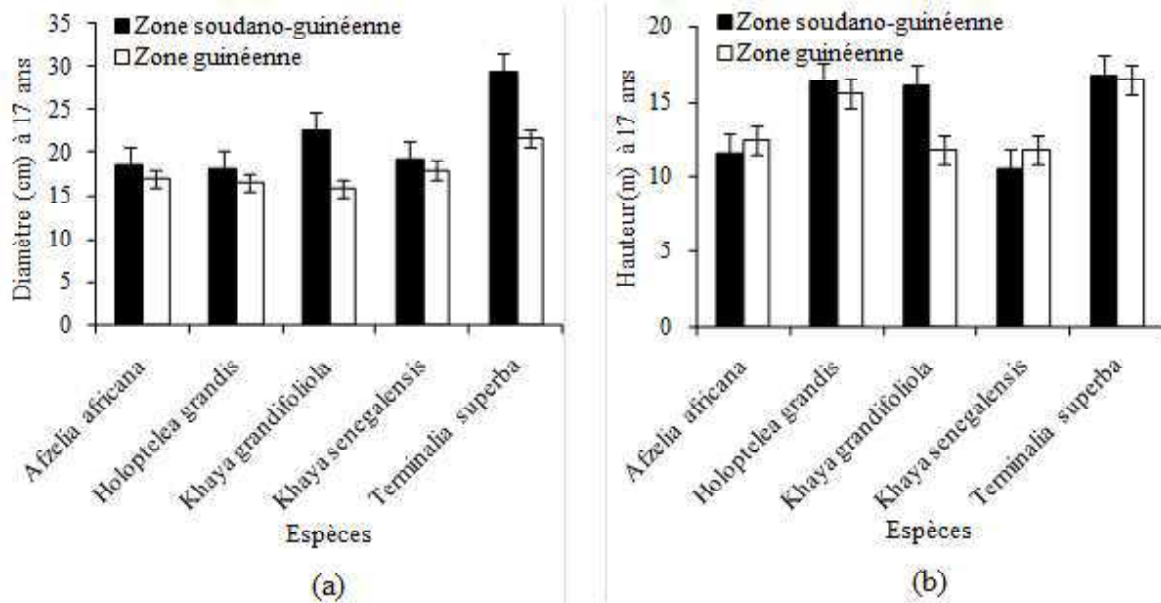 Diamètre (cm) à 17 ans
35
30
25
20
15
10
5
0
Zone soudano-guinéenne
Zone guinéenne
Afzelia africana
Holoptelea grandis
Khaya grandifoliola
Khaya senegalensis
Terminalia superba
Espèces
(a)
Hauteur(m) à 17 ans
20
15
10
5
0
Zone soudano-guinéenne
Zone guinéenne
Afzelia africana
Holoptelea grandis
Khaya grandifoliola
Khaya senegalensis
Terminalia superba
Espèces
(b)